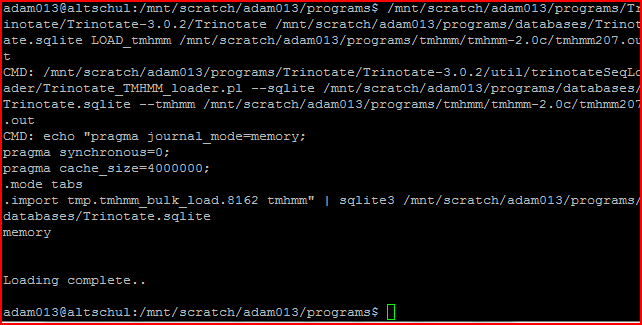 adam013@altschul:/mnt/scratch/adam013/programs$ /mnt/scratch/adam013/programs/Tr
inotate/Trinotate-3.0.2/Trinotate /mnt/scratch/adam013/programs/databases/Trinot
ate.sqlite LOAD_tmhmm /mnt/scratch/adam013/programs/tmhmm/tmhmm-2.0c/tmhmm207.ou
t
CMD: /mnt/scratch/adam013/programs/Trinotate/Trinotate-3.0.2/util/trinotateSeqLo
ader/Trinotate_TMHMM_loader.pl --sqlite /mnt/scratch/adam013/programs/databases/
Trinotate.sqlite --tmhmm /mnt/scratch/adam013/programs/tmhmm/tmhmm-2.0c/tmhmm207
.out
CMD: echo "pragma journal_mode=memory;
pragma synchronous=0;
pragma cache_size=4000000;
.mode tabs
.import tmp.tmhmm_bulk_load.8162 tmhmm" | sqlite3 /mnt/scratch/adam013/programs/
databases/Trinotate.sqlite
memory
Loading complete..
adam013@altschul:/mnt/scratch/adam013/programs$